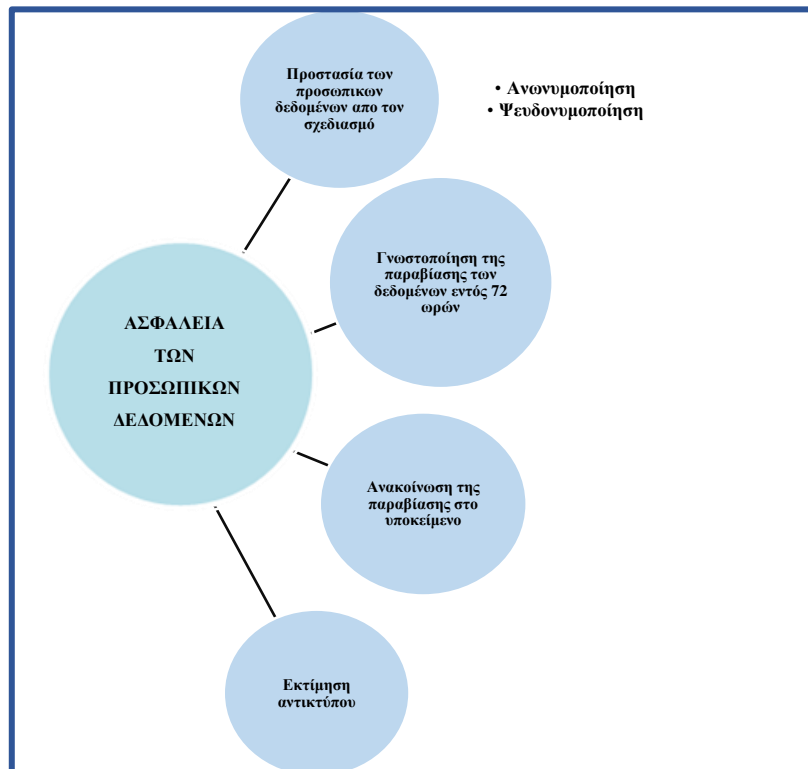 Προστασία των
προσωπικων
δεδομένων απο τον
σχεδιασμό
• Ανωνυμοποίηση
• Ψευδονυμοποίηση
Γνωστοποίηση της
παραβίασης των
δεδομένων εντός 72
ωρών
ΑΣΦΑΛΕΙΑ
ΤΩΝ
ΠΡΟΣΩΠΙΚΩΝ
ΔΕΔΟΜΕΝΩΝ
Ανακοίνωση της
παραβίασης στο
υποκείμενο
Εκτίμηση
αντικτύπου